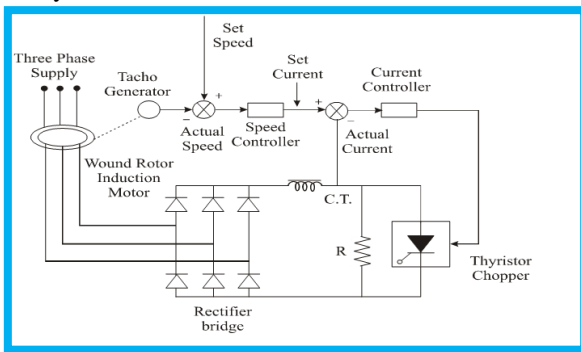 Set
Speed
Three Phase
Supply
Tacho
Generator
Set
Current
Current
Controller
+
−
Actual
Speed
Speed
Controller
+
−
Actual
Current
Wound Rotor
Induction
Motor
C.T.
R
Thyristor
Chopper
Rectifier
bridge